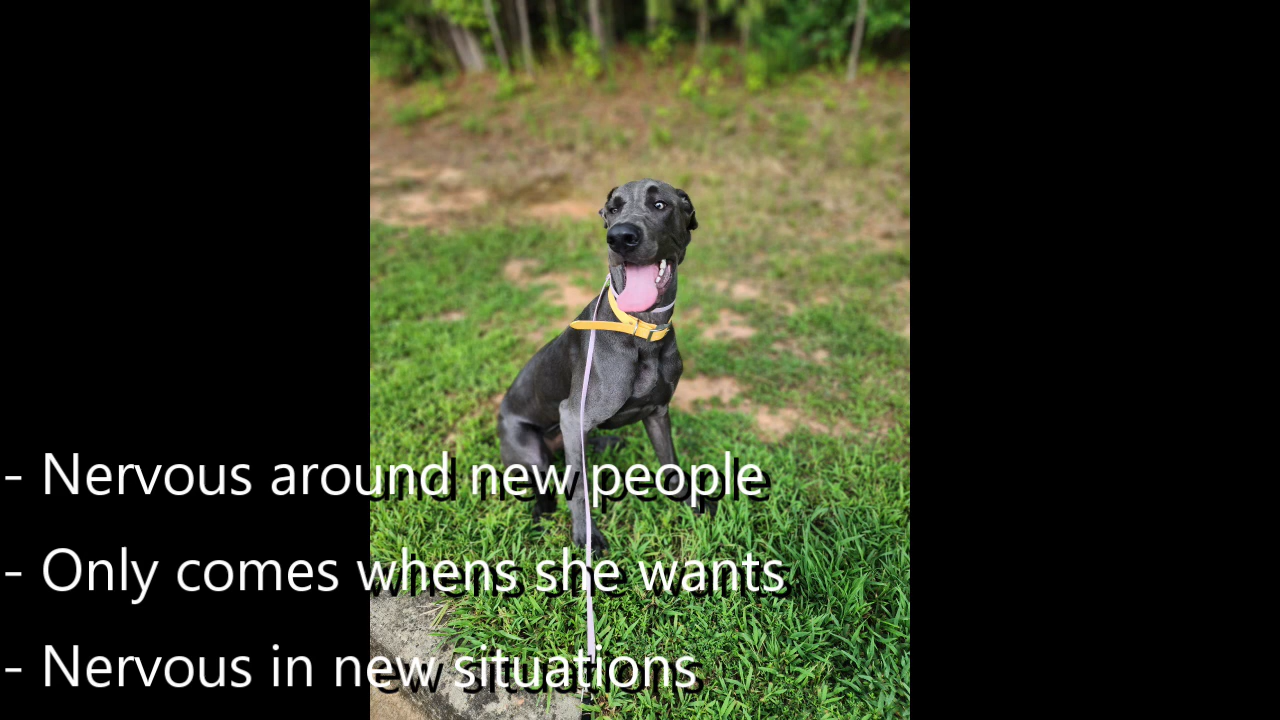 - Nervous around new people
- Only comes whens she wants
- Nervous in new situations